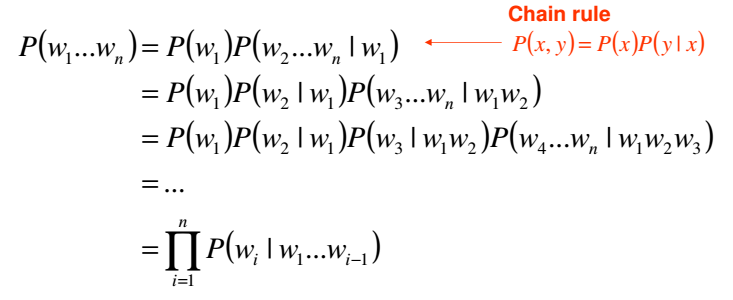 Chain rule
P(w₁...wₙ) = P(w₁)P(w₂...wₙ | w₁) ← P(x, y) = P(x)P(y | x)
= P(w₁)P(w₂ | w₁)P(w₃...wₙ | w₁w₂)
= P(w₁)P(w₂ | w₁)P(w₃ | w₁w₂)P(w₄...wₙ | w₁w₂w₃)
= ...
= ∏ᵢ₌₁ⁿ P(wᵢ | w₁...wᵢ₋₁)